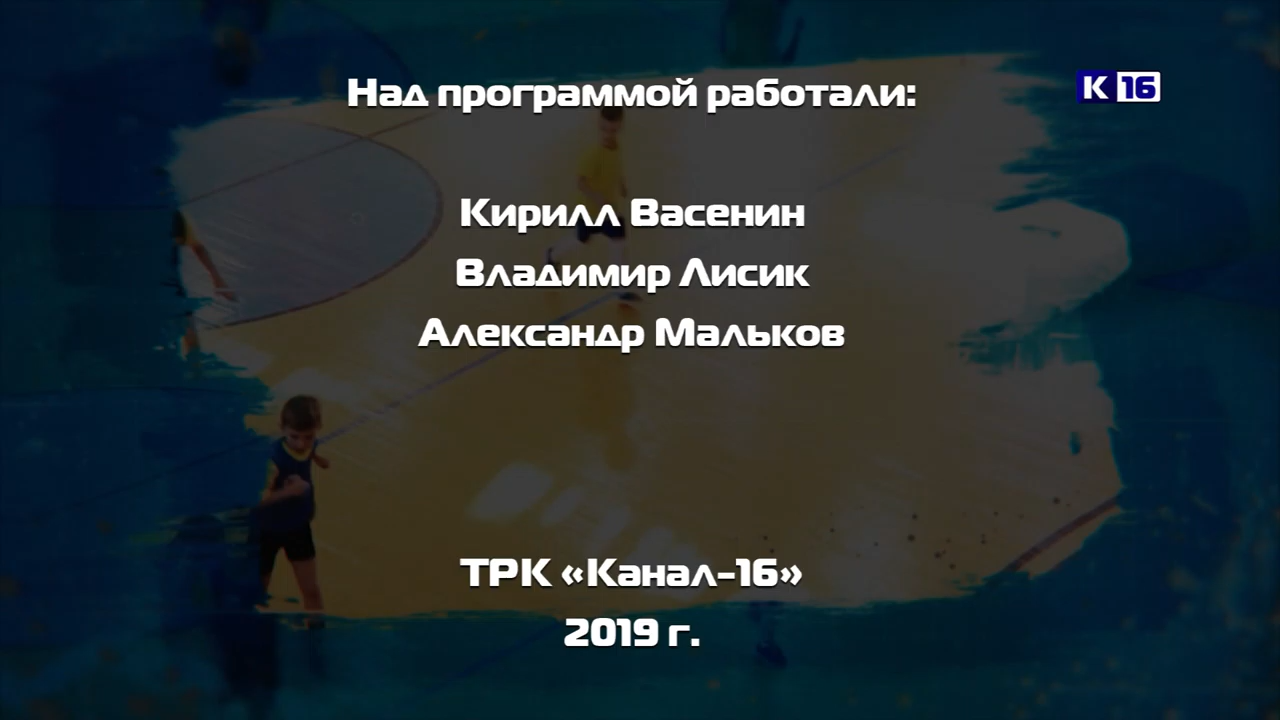 Над программой работали:
К 16
Кирилл Васенин
Владимир Лисик
Александр Мальков
ТРК «Канал-16»
2019 г.